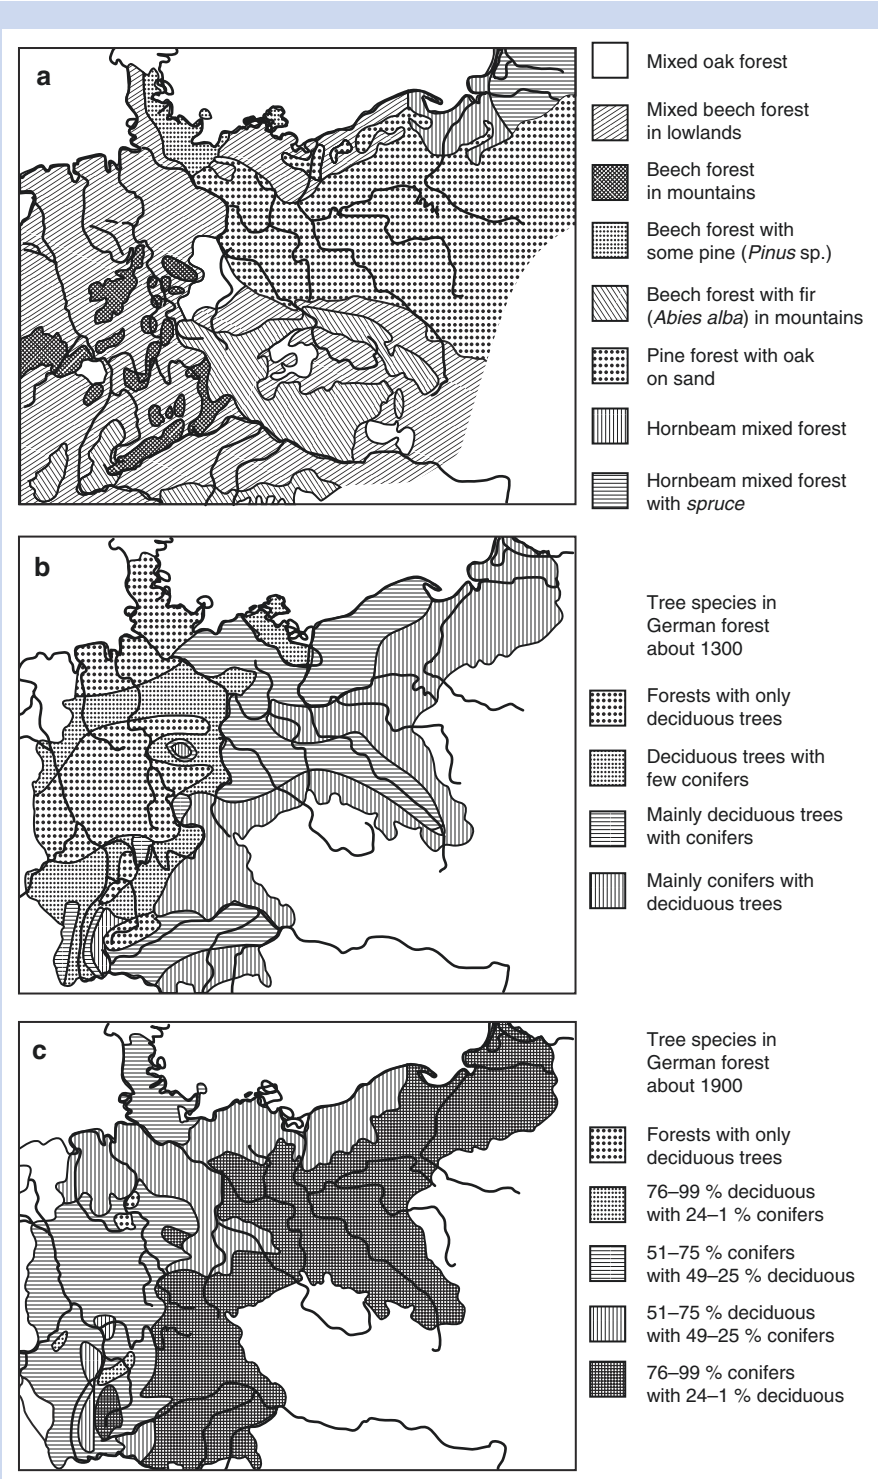 a
Mixed oak forest
Mixed beech forest
in lowlands
Beech forest
in mountains
Beech forest with
some pine (Pinus sp.)
Beech forest with fir
(Abies alba) in mountains
Pine forest with oak
on sand
Hornbeam mixed forest
Hornbeam mixed forest
with spruce
b
Tree species in
German forest
about 1300
Forests with only
deciduous trees
Deciduous trees with
few conifers
Mainly deciduous trees
with conifers
Mainly conifers with
deciduous trees
c
Tree species in
German forest
about 1900
Forests with only
deciduous trees
76–99 % deciduous
with 24–1 % conifers
51–75 % conifers
with 49–25 % deciduous
51–75 % deciduous
with 49–25 % conifers
76–99 % conifers
with 24–1 % deciduous